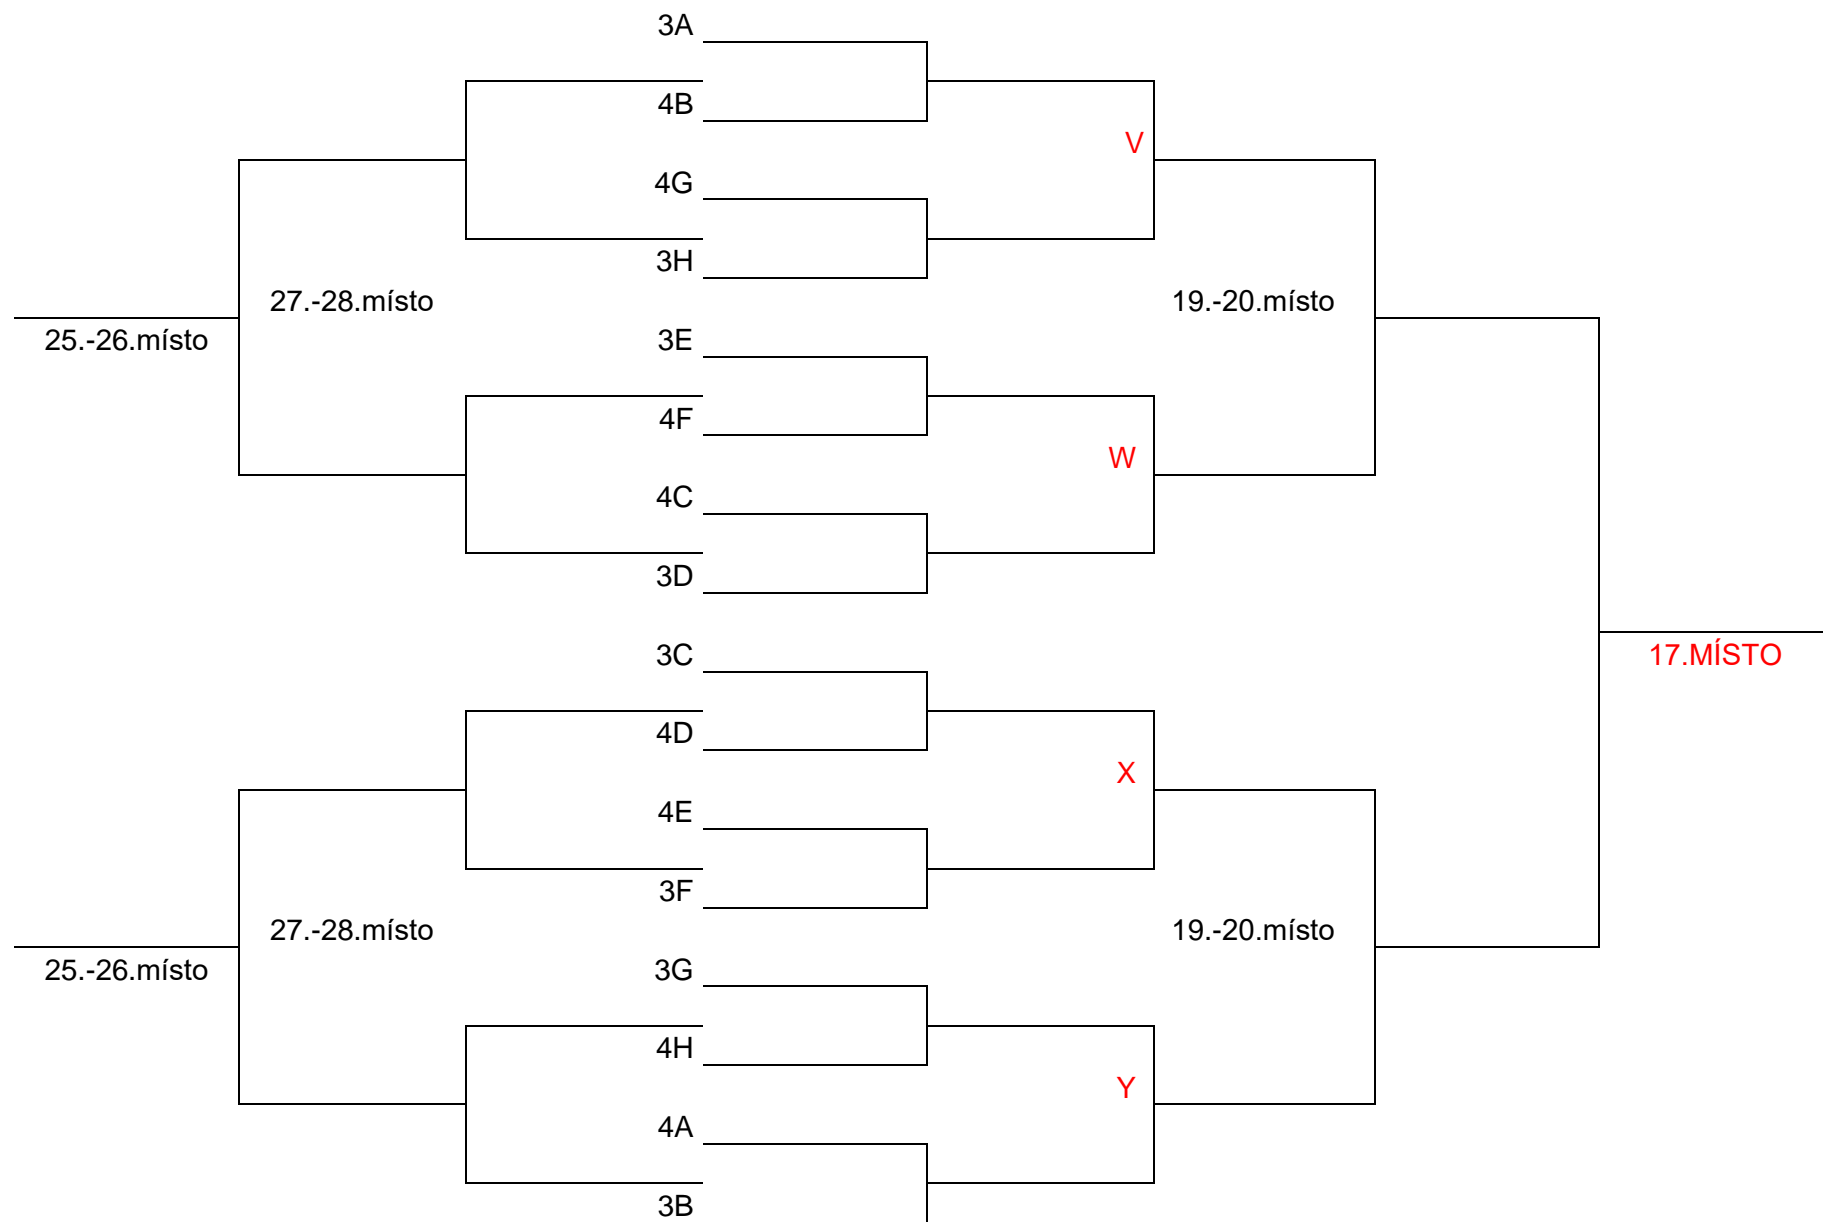 3A
4B
V
4G
3H
27.-28.místo
19.-20.místo
25.-26.místo
3E
4F
W
4C
3D
3C
17.MÍSTO
4D
X
4E
3F
27.-28.místo
19.-20.místo
25.-26.místo
3G
4H
Y
4A
3B